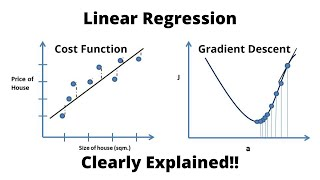 Linear Regression
Cost Function
Gradient Descent
Price of
House
J
Size of house (sqm.)
a
Clearly Explained!!